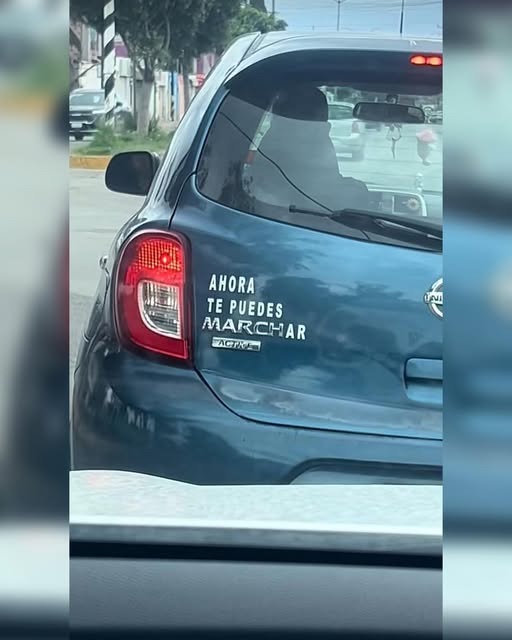 AHORA
TE PUEDES
MARCHAR
ACTIVE